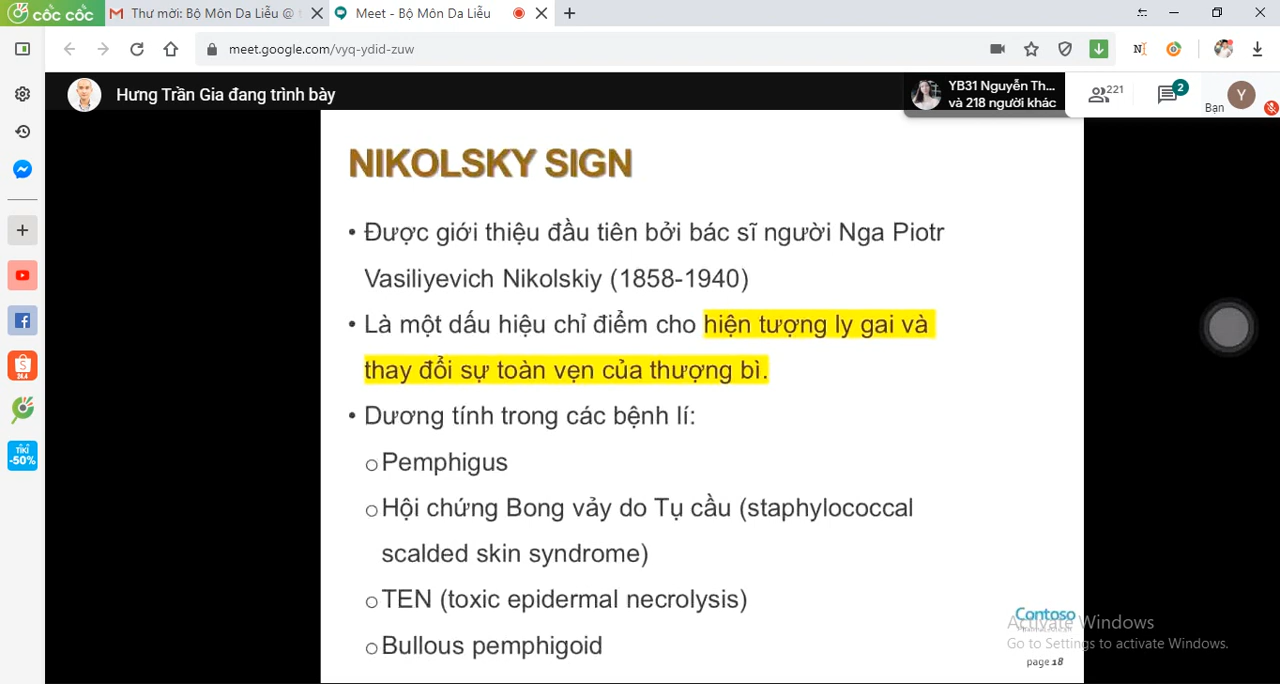 cốc cốc
Thư mời: Bộ Môn Da Liễu @
Meet - Bộ Môn Da Liễu
meet.google.com/vyq-ydid-zuw
Hưng Trần Gia đang trình bày
YB31 Nguyễn Th...
và 218 người khác
221
2
Bạn
Y
NIKOLSKY SIGN
• Được giới thiệu đầu tiên bởi bác sĩ người Nga Piotr
Vasiliyevich Nikolskiy (1858-1940)
• Là một dấu hiệu chỉ điểm cho hiện tượng ly gai và
thay đổi sự toàn vẹn của thượng bì.
• Dương tính trong các bệnh lí:
o Pemphigus
o Hội chứng Bong vảy do Tụ cầu (staphylococcal
scalded skin syndrome)
o TEN (toxic epidermal necrolysis)
o Bullous pemphigoid
TIKI
-50%
Contoso
Activate Windows
Go to Settings to activate Windows.
page 18